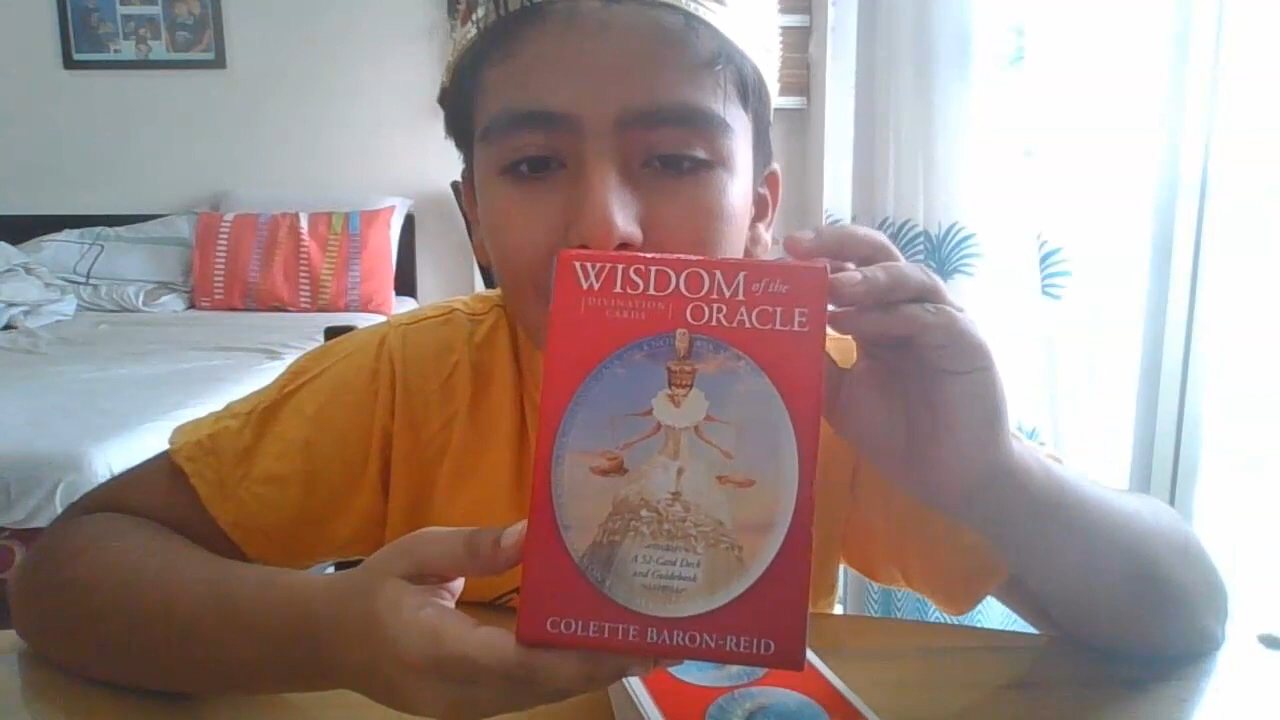 WISDOM of the
DIVINATION
CARDS
ORACLE
A 52-Card Deck
and Guidebook
COLETTE BARON-REID